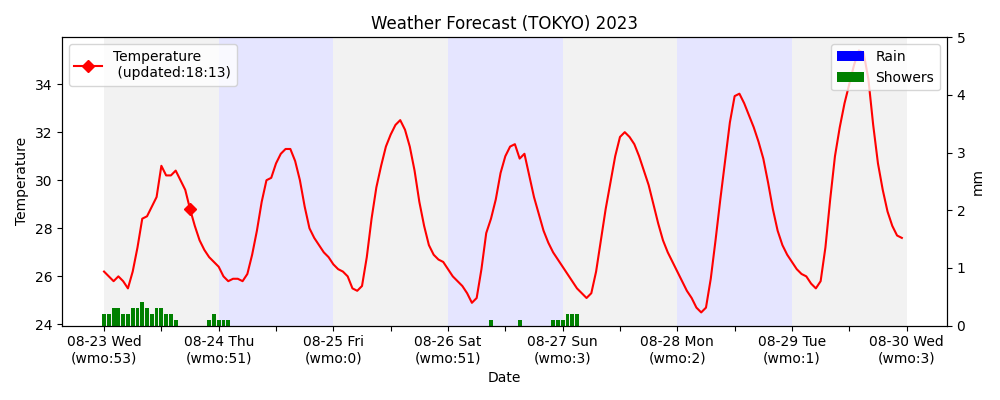 Weather Forecast (TOKYO) 2023
Temperature
(updated:18:13)
Rain
Showers
Temperature
34
32
30
28
26
24
5
4
3
2
1
0
mm
08-23 Wed
(wmo:53)
08-24 Thu
(wmo:51)
08-25 Fri
(wmo:0)
08-26 Sat
(wmo:51)
08-27 Sun
(wmo:3)
08-28 Mon
(wmo:2)
08-29 Tue
(wmo:1)
08-30 Wed
(wmo:3)
Date